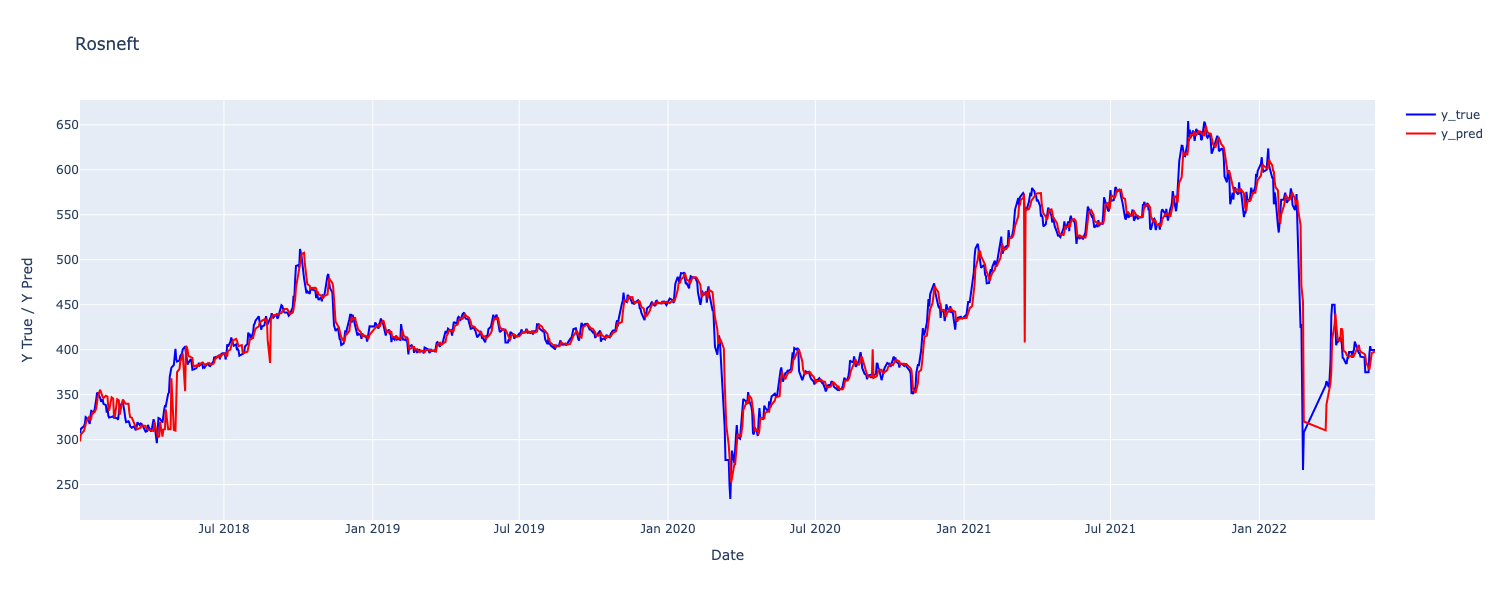 Rosneft
y_true
y_pred
Y True / Y Pred
650
600
550
500
450
400
350
300
250
Jul 2018
Jan 2019
Jul 2019
Jan 2020
Jul 2020
Jan 2021
Jul 2021
Jan 2022
Date